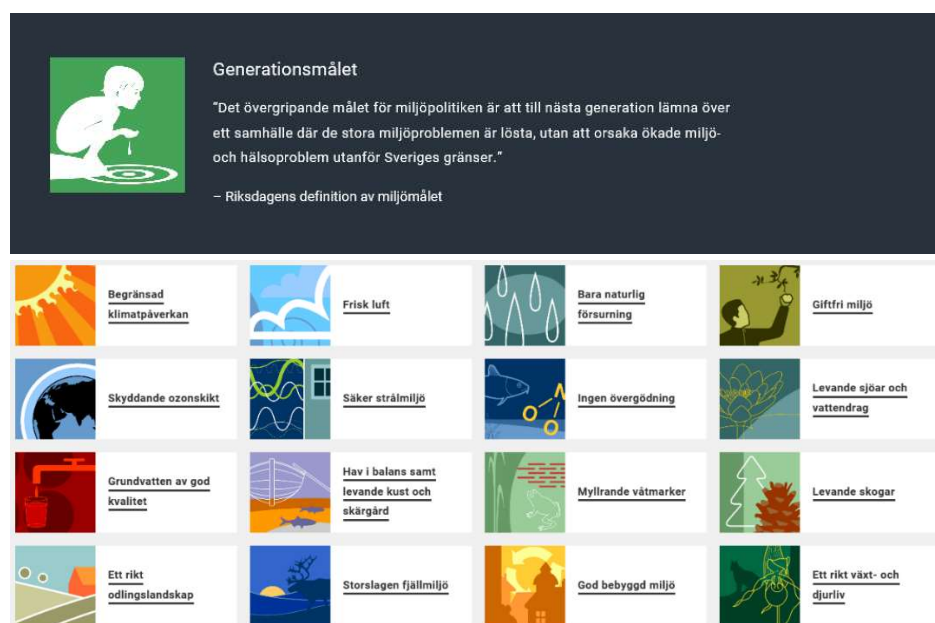 Generationsmålet
“Det övergripande målet för miljöpolitiken är att till nästa generation lämna över
ett samhälle där de stora miljöproblemen är lösta, utan att orsaka ökade miljö-
och hälsoproblem utanför Sveriges gränser.”
– Riksdagens definition av miljömålet
Begränsad
klimatpåverkan
Frisk luft
Bara naturlig
försurning
Giftfri miljö
Skyddande ozonskikt
Säker strålmiljö
Ingen övergödning
Levande sjöar och
vattendrag
Grundvatten av god
kvalitet
Hav i balans samt
levande kust och
skärgård
Myllrande våtmarker
Levande skogar
Ett rikt
odlingslandskap
Storslagen fjällmiljö
God bebyggd miljö
Ett rikt växt- och
djurliv